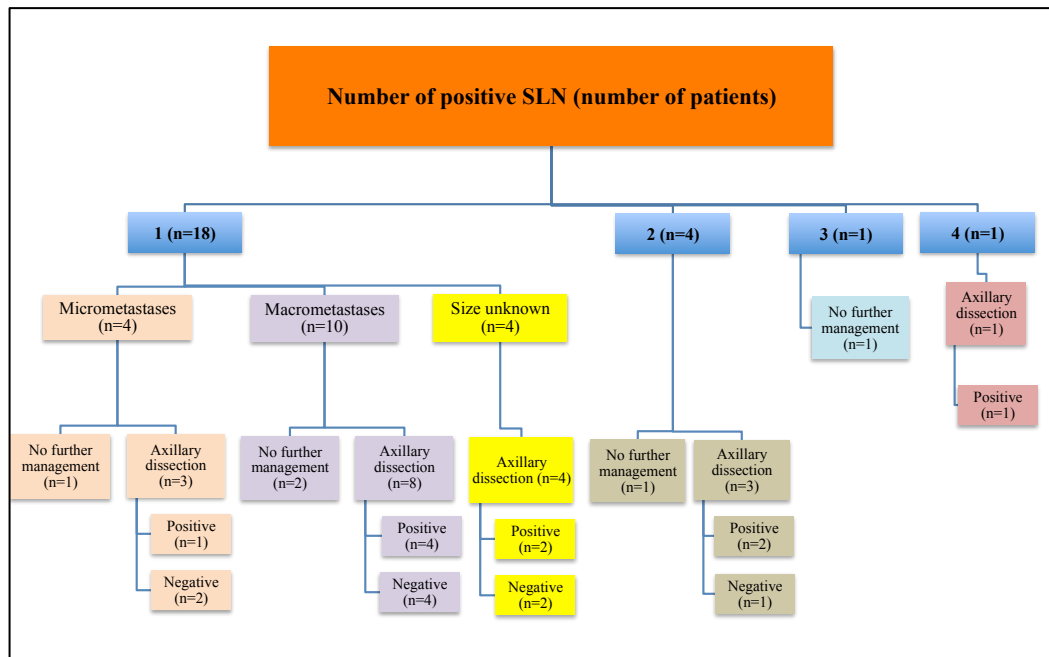 Number of positive SLN (number of patients)
1 (n=18)
2 (n=4)
3 (n=1)
4 (n=1)
Micrometastases
(n=4)
Macrometastases
(n=10)
Size unknown
(n=4)
No further
management
(n=1)
Axillary
dissection
(n=1)
Positive
(n=1)
No further
management
(n=1)
Axillary
dissection
(n=3)
No further
management
(n=2)
Axillary
dissection
(n=8)
Axillary
dissection (n=4)
No further
management
(n=1)
Axillary
dissection
(n=3)
Positive
(n=1)
Positive
(n=4)
Positive
(n=2)
Positive
(n=2)
Negative
(n=2)
Negative
(n=4)
Negative
(n=2)
Negative
(n=1)